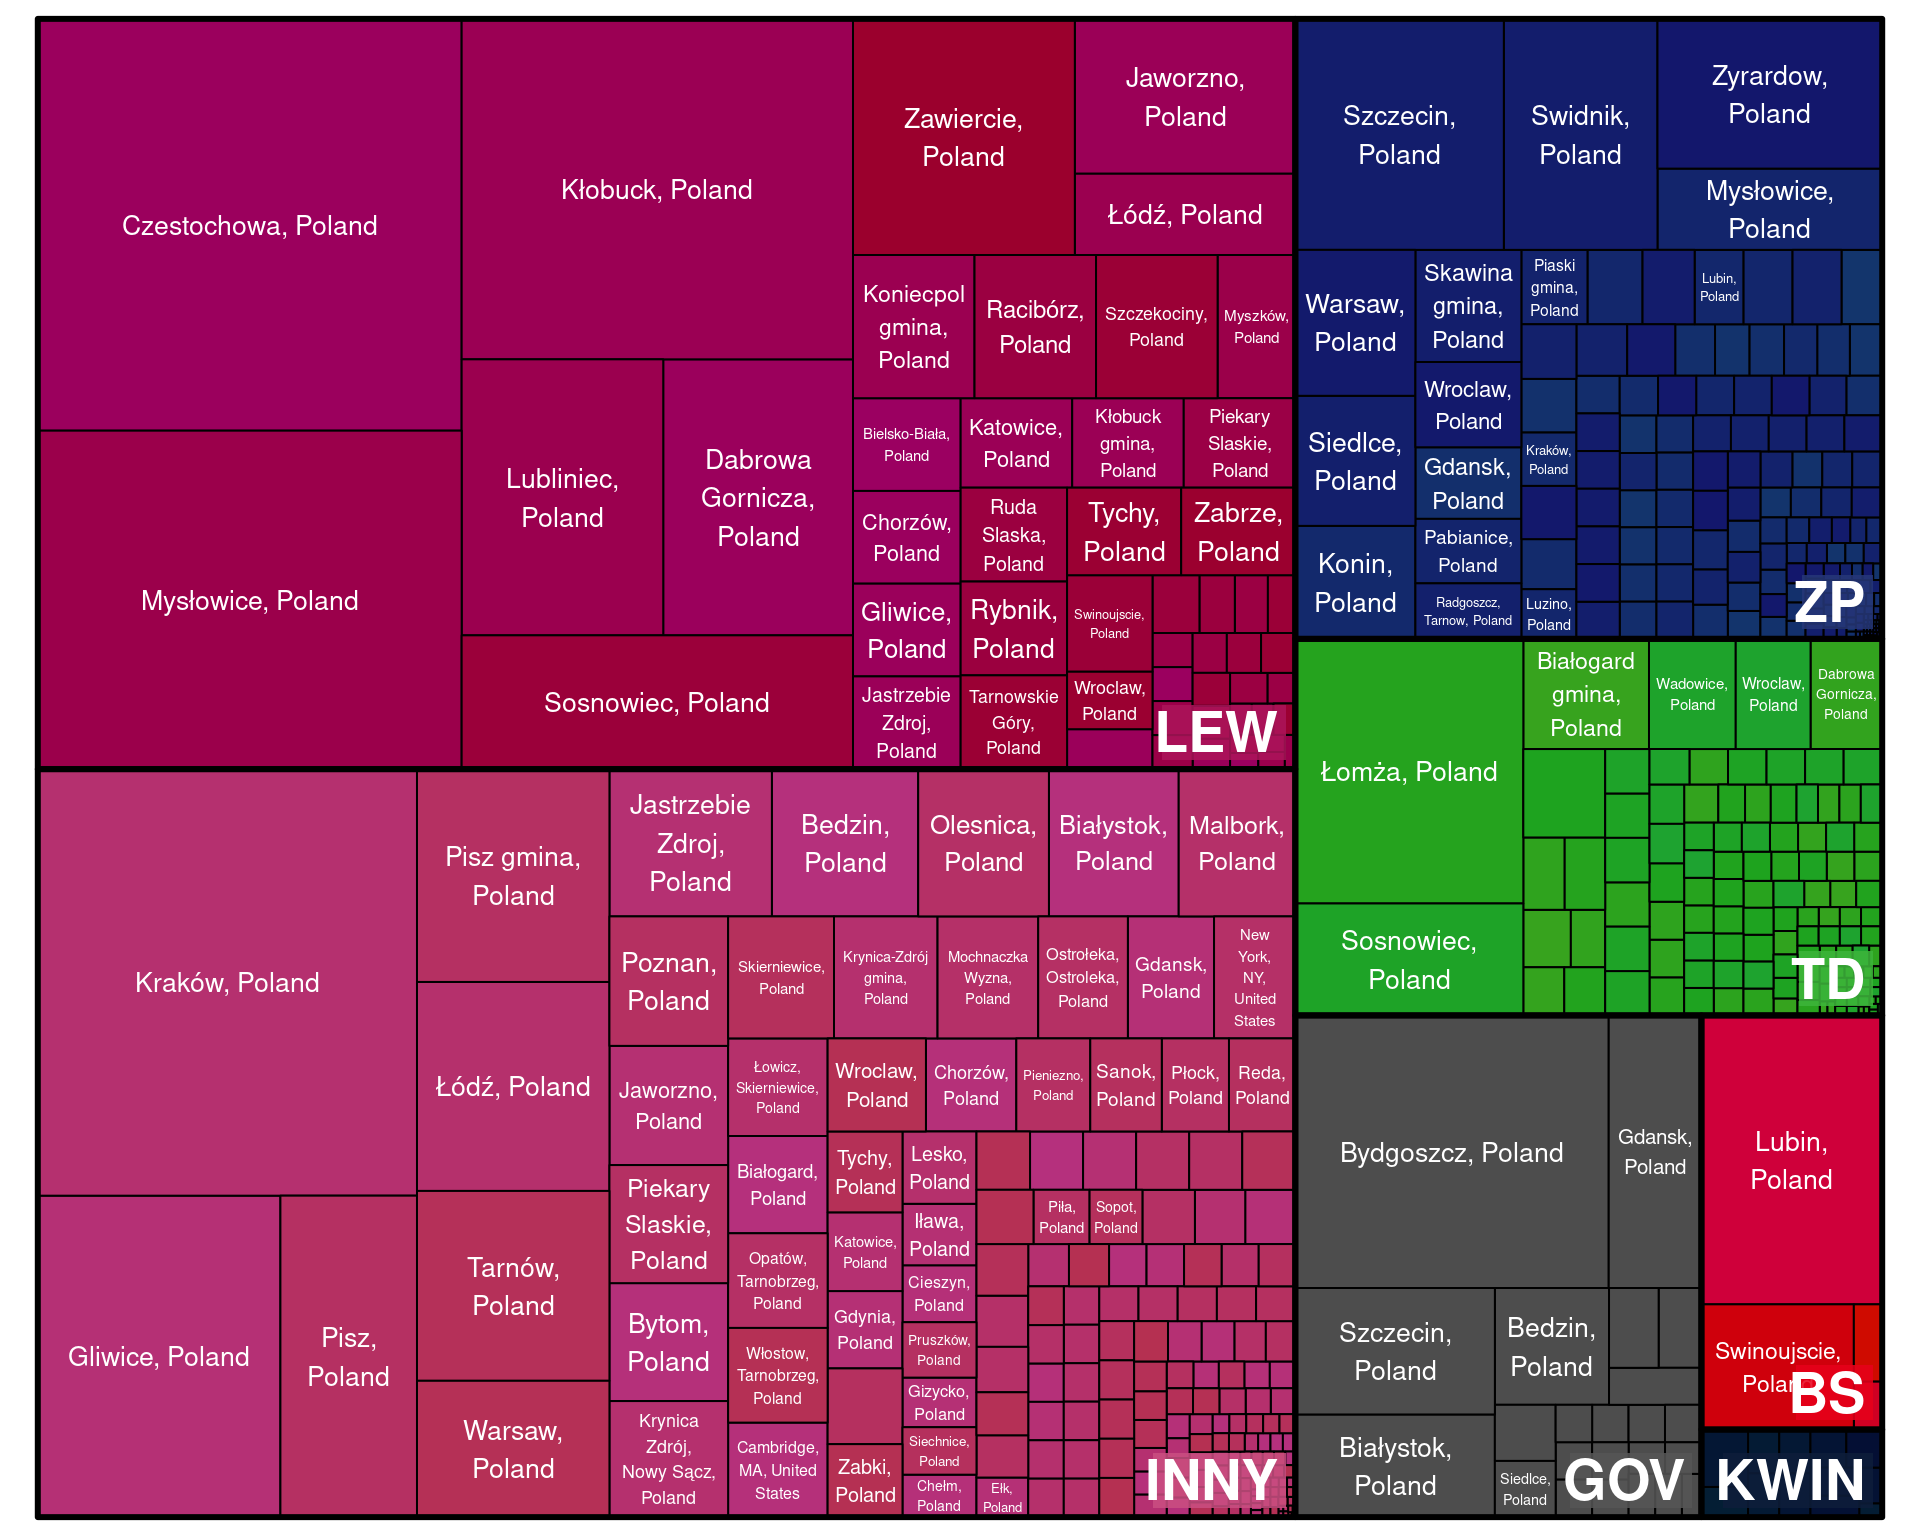 Czestochowa, Poland
Mysłowice, Poland
Kłobuck, Poland
Lubliniec,
Poland
Dabrowa
Gornicza,
Poland
Sosnowiec, Poland
Zawiercie,
Poland
Jaworzno,
Poland
Łódź, Poland
Koniecpol
gmina,
Poland
Racibórz,
Poland
Szczekociny,
Poland
Myszków,
Poland
Bielsko-Biała,
Poland
Katowice,
Poland
Kłobuck
gmina,
Poland
Piekary
Slaskie,
Poland
Chorzów,
Poland
Ruda
Slaska,
Poland
Tychy,
Poland
Zabrze,
Poland
Gliwice,
Poland
Rybnik,
Poland
Swinoujscie,
Poland
Jastrzebie
Zdroj,
Poland
Tarnowskie
Góry,
Poland
Wroclaw,
Poland
LEW
Szczecin,
Poland
Swidnik,
Poland
Zyrardow,
Poland
Mysłowice,
Poland
Warsaw,
Poland
Skawina
gmina,
Poland
Piaski
gmina,
Poland
Lubin,
Poland
Wroclaw,
Poland
Siedlce,
Poland
Gdansk,
Poland
Kraków,
Poland
Konin,
Poland
Pabianice,
Poland
Radgoszcz,
Tarnow, Poland
Luzino,
Poland
ZP
Łomża, Poland
Sosnowiec,
Poland
Białogard
gmina,
Poland
Wadowice,
Poland
Wroclaw,
Poland
Dabrowa
Gornicza,
Poland
TD
Kraków, Poland
Gliwice, Poland
Pisz,
Poland
Pisz gmina,
Poland
Łódź, Poland
Tarnów,
Poland
Warsaw,
Poland
Jastrzebie
Zdroj,
Poland
Bedzin,
Poland
Olesnica,
Poland
Białystok,
Poland
Malbork,
Poland
Poznan,
Poland
Skierniewice,
Poland
Krynica-Zdrój
gmina,
Poland
Mochnaczka
Wyzna,
Poland
Ostrołeka,
Ostroleka,
Poland
Gdansk,
Poland
New
York,
NY,
United
States
Jaworzno,
Poland
Łowicz,
Skierniewice,
Poland
Wroclaw,
Poland
Chorzów,
Poland
Pieniezno,
Poland
Sanok,
Poland
Płock,
Poland
Reda,
Poland
Piekary
Slaskie,
Poland
Białogard,
Poland
Tychy,
Poland
Lesko,
Poland
Iława,
Poland
Piła,
Poland
Sopot,
Poland
Opatów,
Tarnobrzeg,
Poland
Katowice,
Poland
Cieszyn,
Poland
Bytom,
Poland
Gdynia,
Poland
Pruszków,
Poland
Włostow,
Tarnobrzeg,
Poland
Gizycko,
Poland
Krynica
Zdrój,
Nowy Sącz,
Poland
Cambridge,
MA, United
States
Zabki,
Poland
Siechnice,
Poland
Chełm,
Poland
Ełk,
Poland
INNY
Bydgoszcz, Poland
Gdansk,
Poland
Szczecin,
Poland
Bedzin,
Poland
Białystok,
Poland
Siedlce,
Poland
GOV
Lubin,
Poland
Swinoujscie,
Poland
BS
KWIN